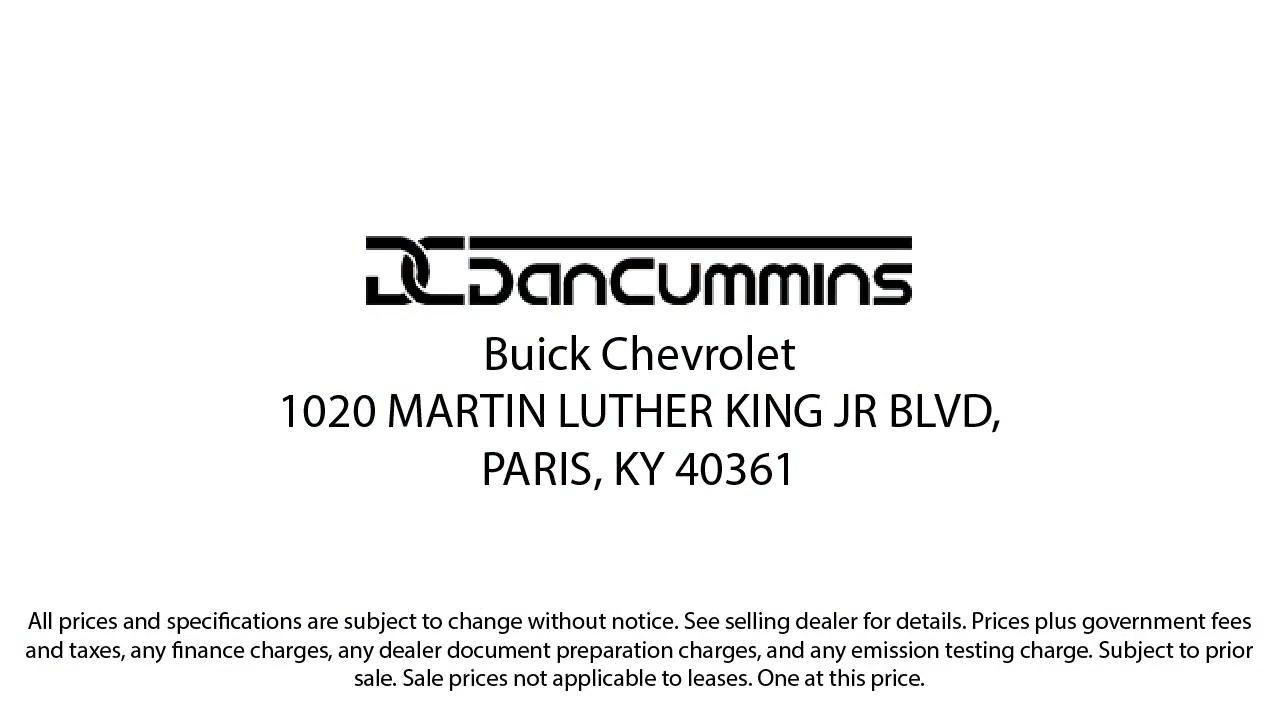 DC DanCummins
Buick Chevrolet
1020 MARTIN LUTHER KING JR BLVD,
PARIS, KY 40361
All prices and specifications are subject to change without notice. See selling dealer for details. Prices plus government fees
and taxes, any finance charges, any dealer document preparation charges, and any emission testing charge. Subject to prior
sale. Sale prices not applicable to leases. One at this price.